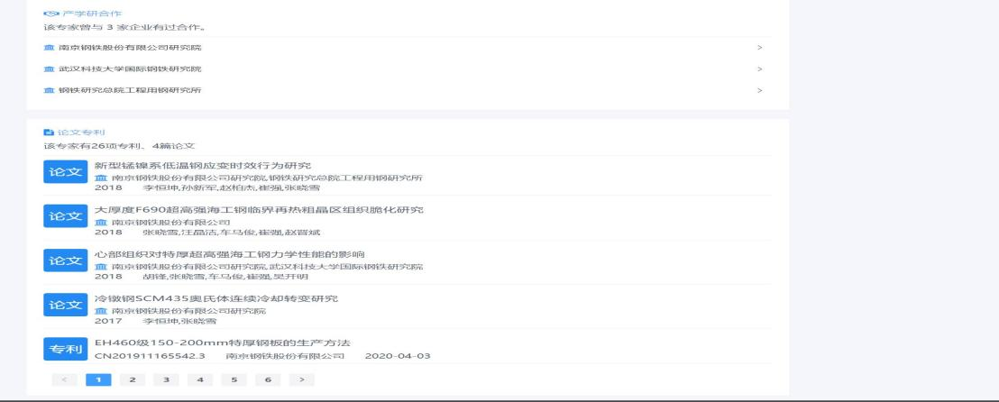 产学研合作
该专家曾与 3 家企业有过合作。
南京钢铁股份有限公司研究院 >
武汉科技大学国际钢铁研究院 >
钢铁研究总院工程用钢研究所 >
论文专利
该专家有26项专利、4篇论文
论文 新型锰镍系低温钢应变时效行为研究
南京钢铁股份有限公司研究院,钢铁研究总院工程用钢研究所
2018 李恒坤,孙新军,赵柏杰,崔强,张晓雪
论文 大厚度F690超高强海工钢临界再热粗晶区组织脆化研究
南京钢铁股份有限公司
2018 张晓雪,汪晶洁,车马俊,崔强,赵晋斌
论文 心部组织对特厚超高强海工钢力学性能的影响
南京钢铁股份有限公司研究院,武汉科技大学国际钢铁研究院
2018 胡锋,张晓雪,车马俊,崔强,吴开明
论文 冷镦钢SCM435奥氏体连续冷却转变研究
南京钢铁股份有限公司研究院
2017 李恒坤,张晓雪
专利 EH460级150-200mm特厚钢板的生产方法
CN201911165542.3 南京钢铁股份有限公司 2020-04-03
< 1 2 3 4 5 6 >